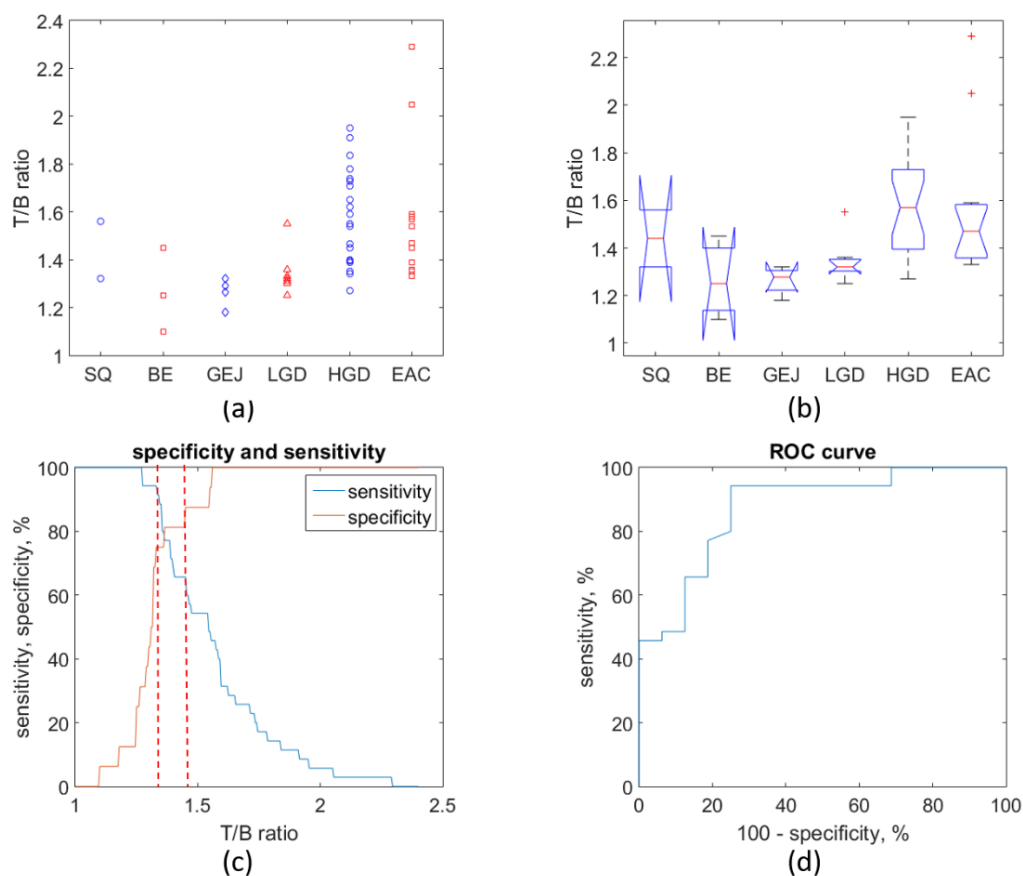 2.4
2.2
2
1.8
1.6
1.4
1.2
1
T/B ratio
SQ BE GEJ LGD HGD EAC
(a)
2.2
2
1.8
1.6
1.4
1.2
1
T/B ratio
SQ BE GEJ LGD HGD EAC
(b)
specificity and sensitivity
100
80
60
40
20
0
sensitivity, specificity, %
sensitivity
specificity
1 1.5 2 2.5
T/B ratio
(c)
ROC curve
100
80
60
40
20
0
sensitivity, %
0 20 40 60 80 100
100 - specificity, %
(d)